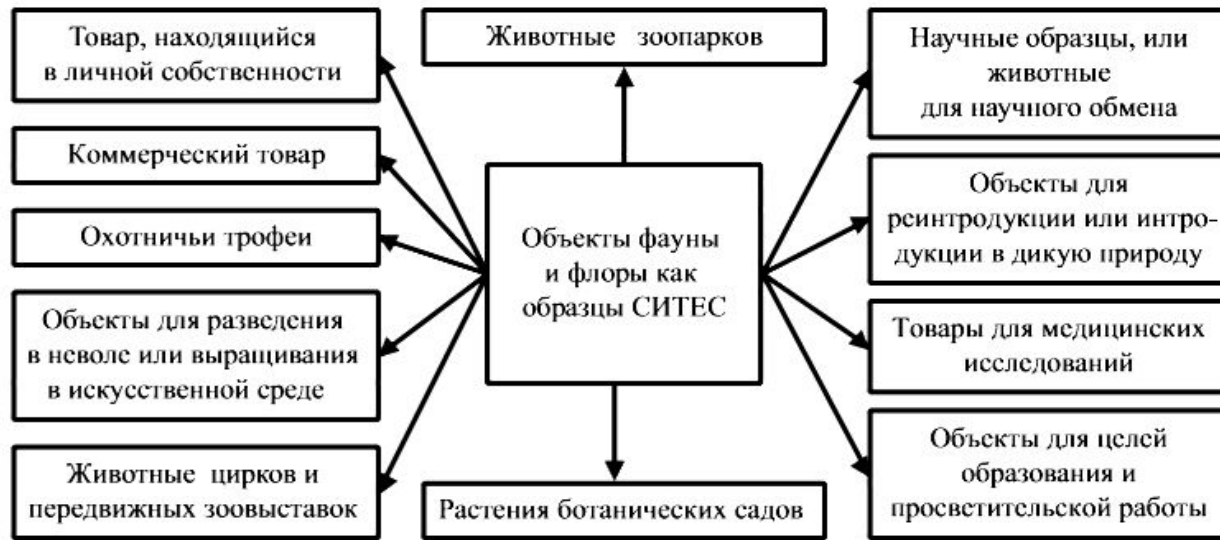 Товар, находящийся
в личной собственности
Коммерческий товар
Охотничьи трофеи
Объекты для разведения
в неволе или выращивания
в искусственной среде
Животные цирков и
передвижных зоовыставок
Животные зоопарков
Объекты фауны
и флоры как
образцы СИТЕС
Растения ботанических садов
Научные образцы, или
животные
для научного обмена
Объекты для
реинтродукции или интро-
дукции в дикую природу
Товары для медицинских
исследований
Объекты для целей
образования и
просветительской работы